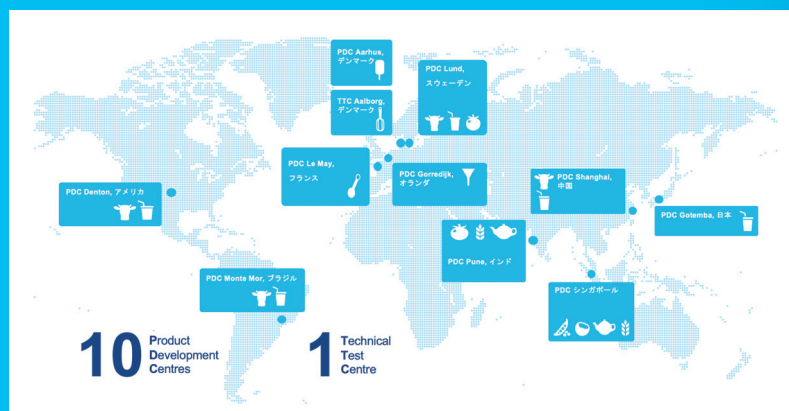 PDC Aarhus,
デンマーク
TTC Aalborg,
デンマーク
PDC Lund,
スウェーデン
PDC Le May,
フランス
PDC Gorredijk,
オランダ
PDC Shanghai,
中国
PDC Denton, アメリカ
PDC Gotemba, 日本
PDC Pune, インド
PDC Monte Mor, ブラジル
PDC シンガポール
10 Product
Development
Centres
1 Technical
Test
Centre